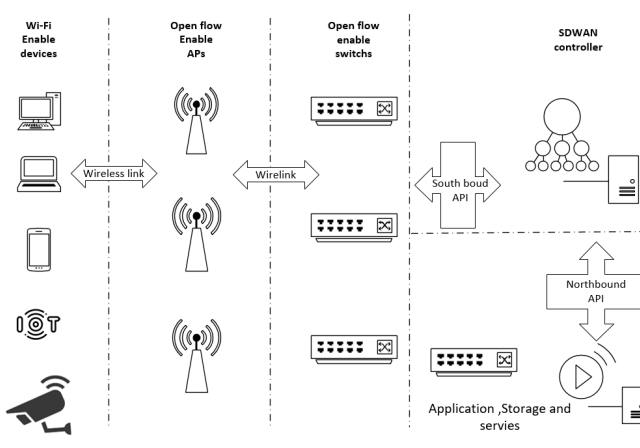 Wi-Fi
Enable
devices
Open flow
Enable
APs
Open flow
enable
switchs
SDWAN
controller
Wireless link
Wirelink
South boud
API
Northbound
API
IOT
Application ,Storage and
servies